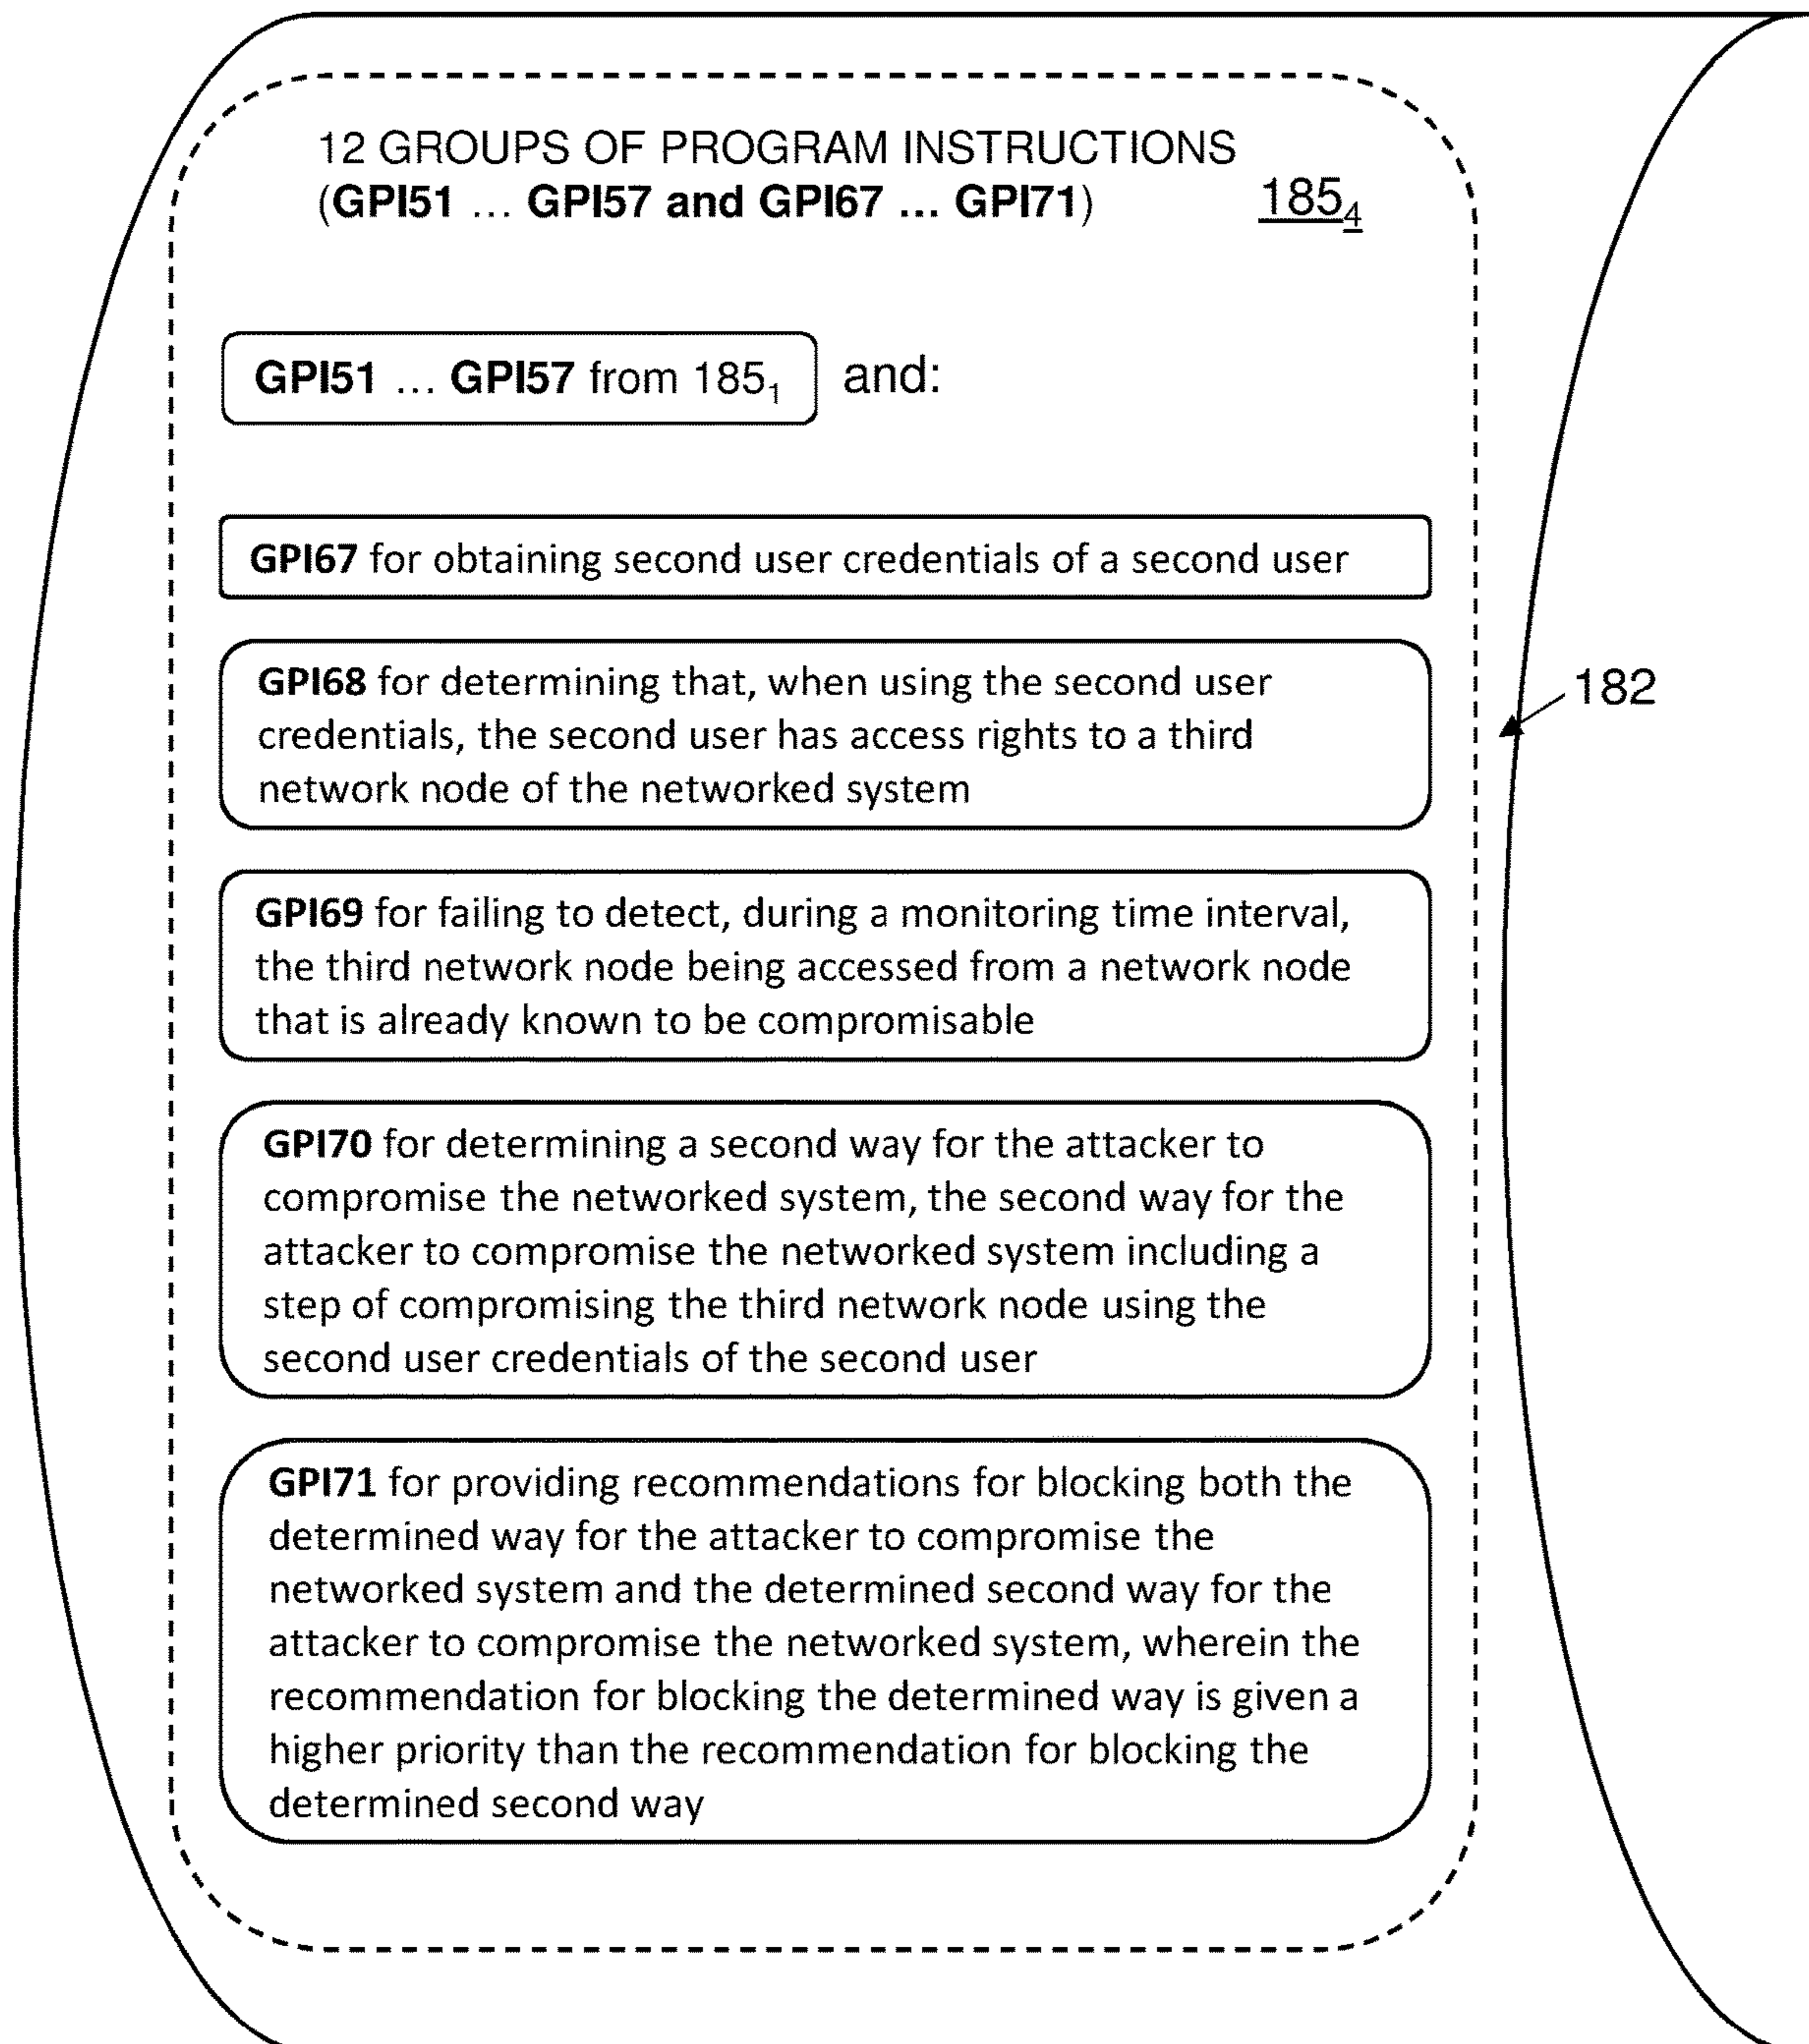 12 GROUPS OF PROGRAM INSTRUCTIONS
(GPI51 ... GPI57 and GPI67 ... GPI71) 185₄
GPI51 ... GPI57 from 185₁ and:
GPI67 for obtaining second user credentials of a second user
GPI68 for determining that, when using the second user
credentials, the second user has access rights to a third
network node of the networked system
182
GPI69 for failing to detect, during a monitoring time interval,
the third network node being accessed from a network node
that is already known to be compromisable
GPI70 for determining a second way for the attacker to
compromise the networked system, the second way for the
attacker to compromise the networked system including a
step of compromising the third network node using the
second user credentials of the second user
GPI71 for providing recommendations for blocking both the
determined way for the attacker to compromise the
networked system and the determined second way for the
attacker to compromise the networked system, wherein the
recommendation for blocking the determined way is given a
higher priority than the recommendation for blocking the
determined second way